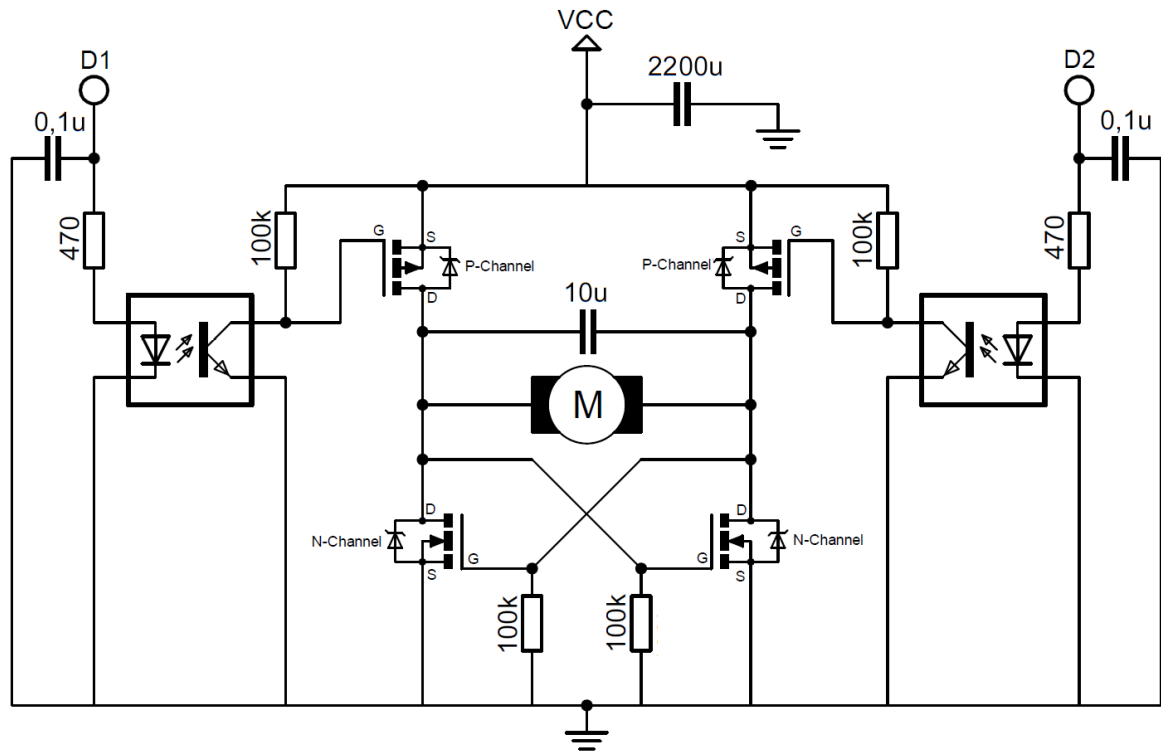 VCC
D1
D2
2200u
0,1u
0,1u
470
100k
100k
470
G
S
P-Channel
D
P-Channel
S
G
D
10u
M
N-Channel
D
G
S
D
G
S
N-Channel
100k
100k